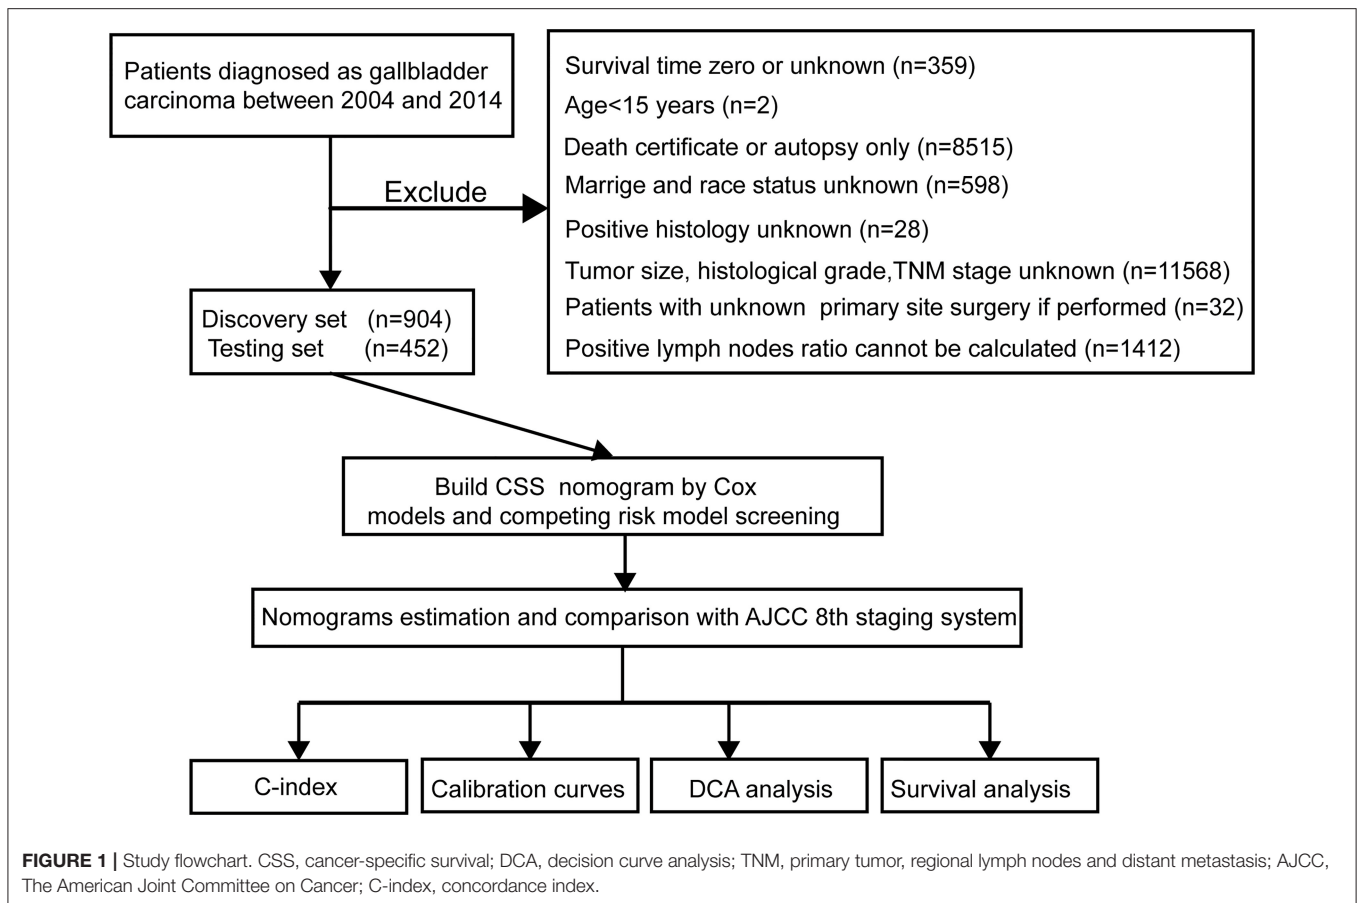 Patients diagnosed as gallbladder
carcinoma between 2004 and 2014
Exclude
Survival time zero or unknown (n=359)
Age<15 years (n=2)
Death certificate or autopsy only (n=8515)
Marrige and race status unknown (n=598)
Positive histology unknown (n=28)
Tumor size, histological grade,TNM stage unknown (n=11568)
Patients with unknown primary site surgery if performed (n=32)
Positive lymph nodes ratio cannot be calculated (n=1412)
Discovery set (n=904)
Testing set (n=452)
Build CSS nomogram by Cox
models and competing risk model screening
Nomograms estimation and comparison with AJCC 8th staging system
C-index
Calibration curves
DCA analysis
Survival analysis
FIGURE 1 | Study flowchart. CSS, cancer-specific survival; DCA, decision curve analysis; TNM, primary tumor, regional lymph nodes and distant metastasis; AJCC,
The American Joint Committee on Cancer; C-index, concordance index.